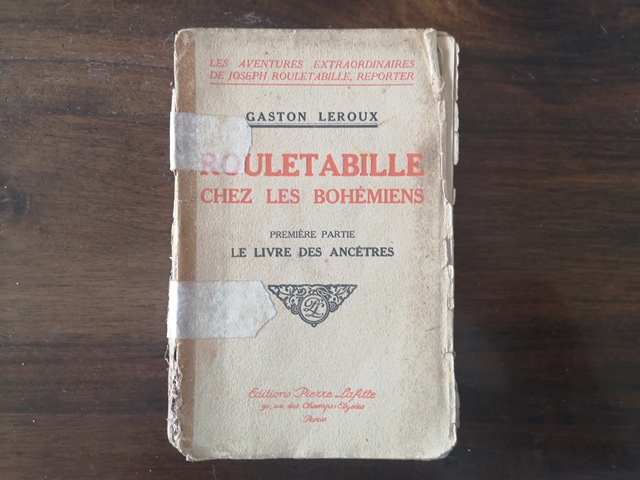 LES AVENTURES EXTRAORDINAIRES
DE JOSEPH ROULETABILLE, REPORTER
GASTON LEROUX
ROULETABILLE
CHEZ LES BOHÉMIENS
PREMIÈRE PARTIE
LE LIVRE DES ANCÊTRES
PL
Editions Pierre Lafitte
90, av. des Champs-Elysées
Paris